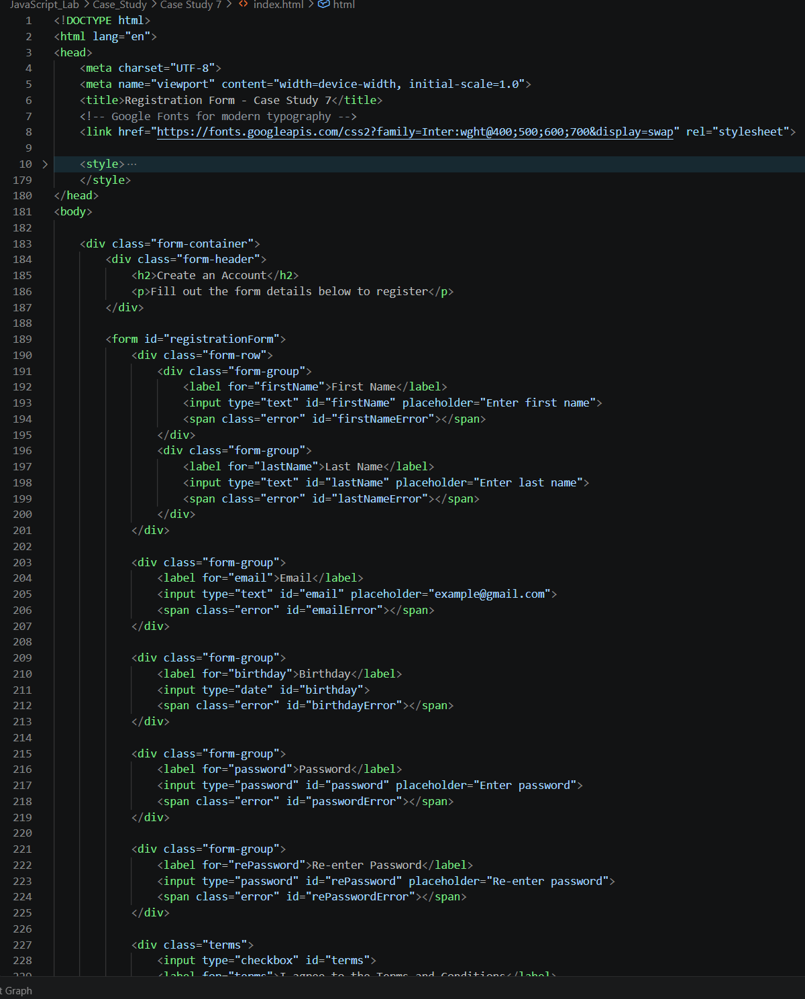 JavaScript_Lab > Case_Study > Case Study 7 > <> index.html > html
1 <!DOCTYPE html>
2 <html lang="en">
3 <head>
4     <meta charset="UTF-8">
5     <meta name="viewport" content="width=device-width, initial-scale=1.0">
6     <title>Registration Form - Case Study 7</title>
7     <!-- Google Fonts for modern typography -->
8     <link href="https://fonts.googleapis.com/css2?family=Inter:wght@400;500;600;700&display=swap" rel="stylesheet">
9
10 >     <style>···
179     </style>
180 </head>
181 <body>
182
183     <div class="form-container">
184         <div class="form-header">
185             <h2>Create an Account</h2>
186             <p>Fill out the form details below to register</p>
187         </div>
188
189         <form id="registrationForm">
190             <div class="form-row">
191                 <div class="form-group">
192                     <label for="firstName">First Name</label>
193                     <input type="text" id="firstName" placeholder="Enter first name">
194                     <span class="error" id="firstNameError"></span>
195                 </div>
196                 <div class="form-group">
197                     <label for="lastName">Last Name</label>
198                     <input type="text" id="lastName" placeholder="Enter last name">
199                     <span class="error" id="lastNameError"></span>
200                 </div>
201             </div>
202
203             <div class="form-group">
204                 <label for="email">Email</label>
205                 <input type="text" id="email" placeholder="example@gmail.com">
206                 <span class="error" id="emailError"></span>
207             </div>
208
209             <div class="form-group">
210                 <label for="birthday">Birthday</label>
211                 <input type="date" id="birthday">
212                 <span class="error" id="birthdayError"></span>
213             </div>
214
215             <div class="form-group">
216                 <label for="password">Password</label>
217                 <input type="password" id="password" placeholder="Enter password">
218                 <span class="error" id="passwordError"></span>
219             </div>
220
221             <div class="form-group">
222                 <label for="rePassword">Re-enter Password</label>
223                 <input type="password" id="rePassword" placeholder="Re-enter password">
224                 <span class="error" id="rePasswordError"></span>
225             </div>
226
227             <div class="terms">
228                 <input type="checkbox" id="terms">
229                 <label for="terms">I agree to the Terms and Conditions</label>
t Graph